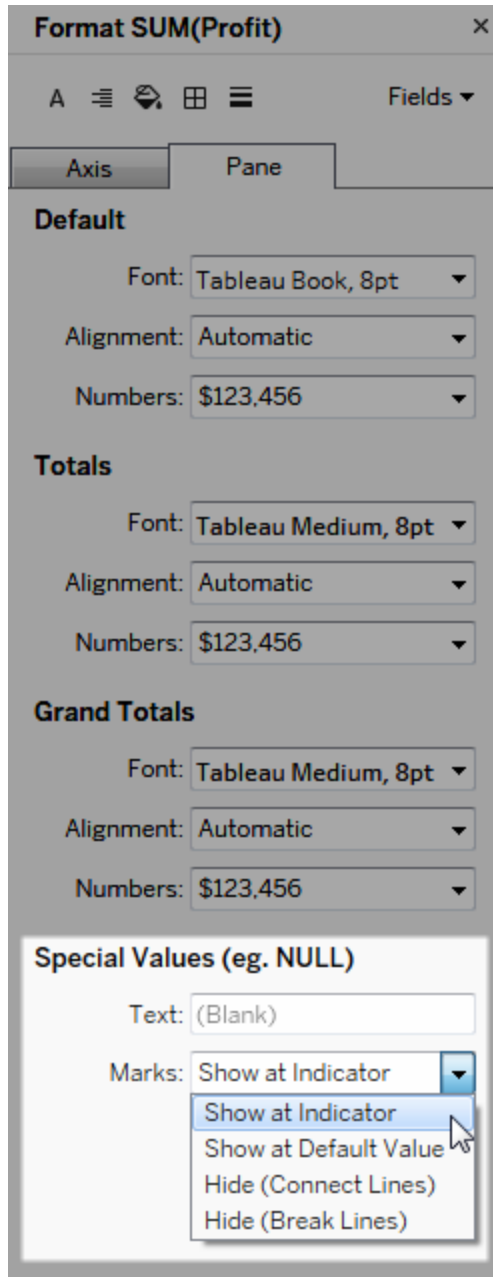 Format SUM(Profit) ×
A Fields
Axis Pane
Default
Font: Tableau Book, 8pt
Alignment: Automatic
Numbers: $123,456
Totals
Font: Tableau Medium, 8pt
Alignment: Automatic
Numbers: $123,456
Grand Totals
Font: Tableau Medium, 8pt
Alignment: Automatic
Numbers: $123,456
Special Values (eg. NULL)
Text: (Blank)
Marks: Show at Indicator
Show at Indicator
Show at Default Value
Hide (Connect Lines)
Hide (Break Lines)